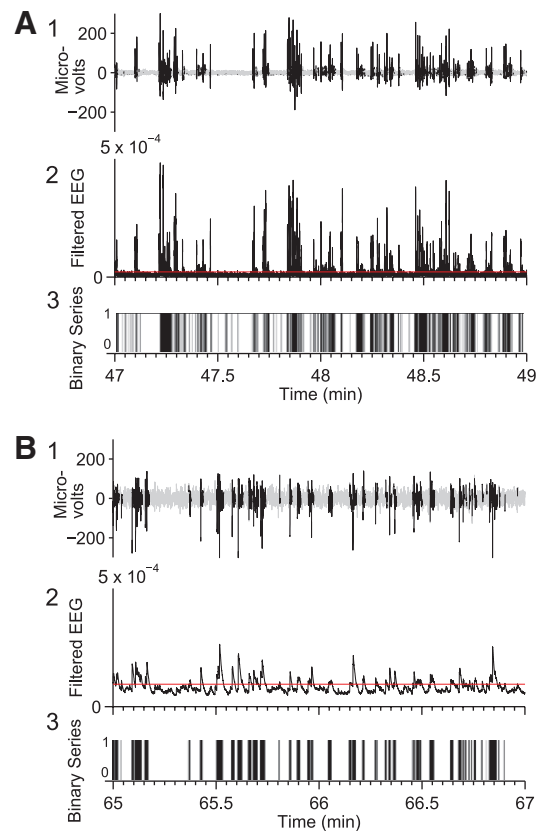 A
1
200
0
−200
Micro-
volts
5 x 10⁻⁴
2
Filtered EEG
0
3
Binary Series
1
0
47
47.5
48
48.5
49
Time (min)
B
1
200
0
−200
Micro-
volts
5 x 10⁻⁴
2
Filtered EEG
0
3
Binary Series
1
0
65
65.5
66
66.5
67
Time (min)